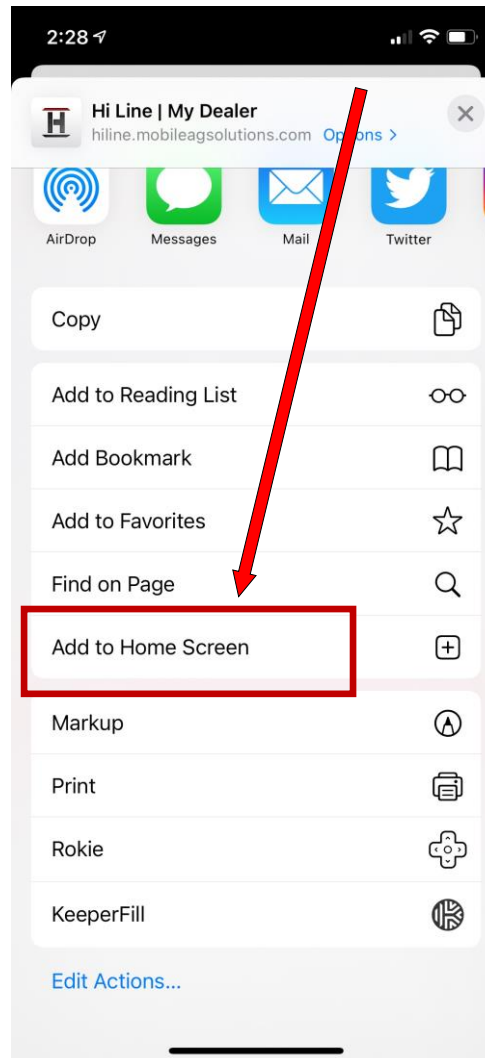 2:28
H
Hi Line | My Dealer
hiline.mobileagsolutions.com Options >
AirDrop Messages Mail Twitter
Copy
Add to Reading List
Add Bookmark
Add to Favorites
Find on Page
Add to Home Screen
Markup
Print
Rokie
KeeperFill
Edit Actions...